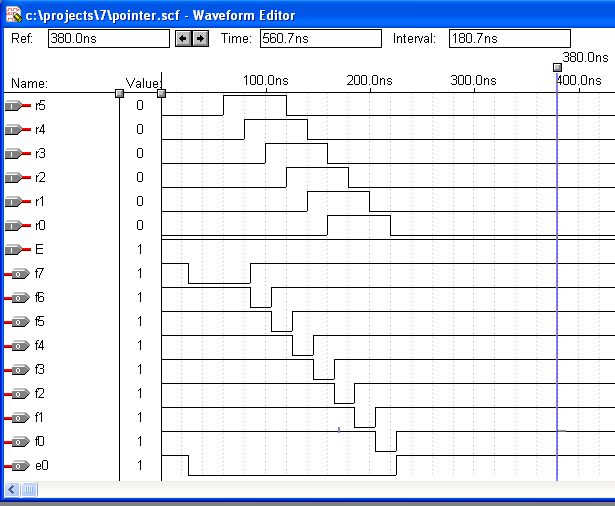 c:\projects\7\pointer.scf - Waveform Editor
Ref: 380.0ns Time: 560.7ns Interval: 180.7ns
380.0ns
Name: Value: 100.0ns 200.0ns 300.0ns 400.0ns
I r5 0
I r4 0
I r3 0
I r2 0
I r1 0
I r0 0
I E 1
O f7 1
O f6 1
O f5 1
O f4 1
O f3 1
O f2 1
O f1 1
O f0 1
O e0 1